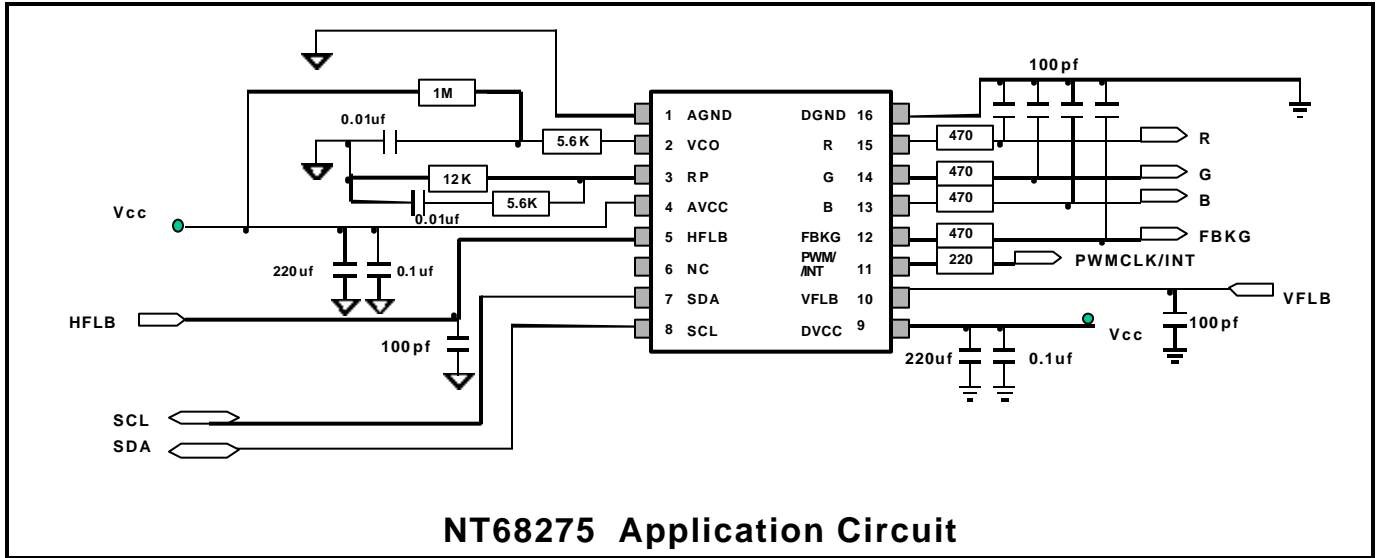 100pf
1M
1 AGND DGND 16
0.01uf
5.6K
2 VCO R 15
470
R
12K
3 RP G 14
470
G
5.6K
0.01uf
Vcc
4 AVCC B 13
470
B
5 HFLB FBKG 12
470
FBKG
220uf
0.1uf
6 NC PWM/
/INT 11
220
PWMCLK/INT
7 SDA VFLB 10
VFLB
HFLB
100pf
8 SCL DVCC 9
Vcc
100pf
220uf
0.1uf
SCL
SDA
NT68275 Application Circuit